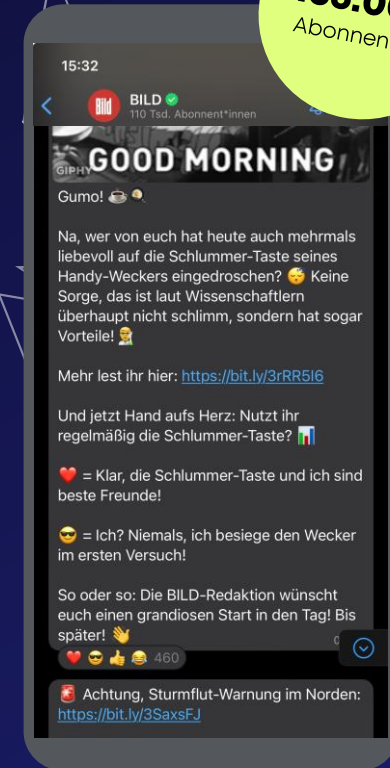 Abonnen
15:32
Bild
BILD
110 Tsd. Abonnent*innen
GIPHY
GOOD MORNING
Gumo! ☕🍳
Na, wer von euch hat heute auch mehrmals
liebevoll auf die Schlummer-Taste seines
Handy-Weckers eingedroschen? 😴 Keine
Sorge, das ist laut Wissenschaftlern
überhaupt nicht schlimm, sondern hat sogar
Vorteile! 👨‍🔬
Mehr lest ihr hier: https://bit.ly/3rRR5I6
Und jetzt Hand aufs Herz: Nutzt ihr
regelmäßig die Schlummer-Taste? 📊
❤️ = Klar, die Schlummer-Taste und ich sind
beste Freunde!
😎 = Ich? Niemals, ich besiege den Wecker
im ersten Versuch!
So oder so: Die BILD-Redaktion wünscht
euch einen grandiosen Start in den Tag! Bis
später! 👋
❤️😎👍😂 460
🚨 Achtung, Sturmflut-Warnung im Norden:
https://bit.ly/3SaxsFJ